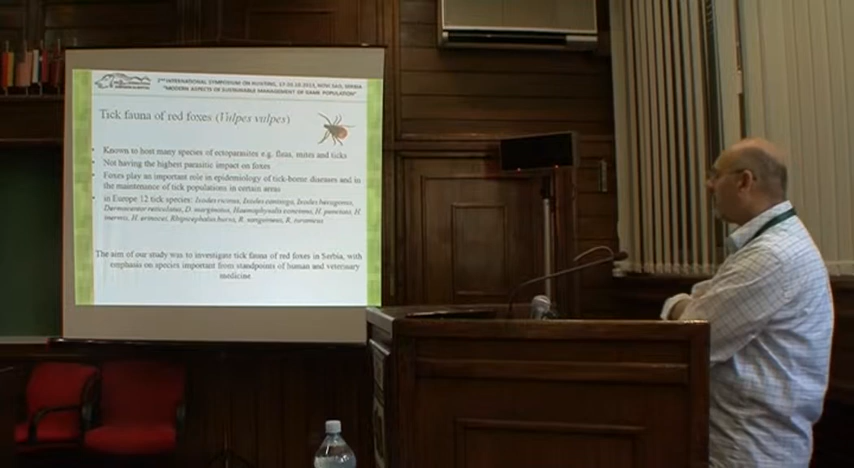 2ND INTERNATIONAL SYMPOSIUM ON HUNTING, 17-20.10.2013, NOVI SAD, SERBIA
"MODERN ASPECTS OF SUSTAINABLE MANAGEMENT OF GAME POPULATION"
Tick fauna of red foxes (Vulpes vulpes)
• Known to host many species of ectoparasites e.g. fleas, mites and ticks
• Not having the highest parasitic impact on foxes
• Foxes play an important role in epidemiology of tick-borne diseases and in
the maintenance of tick populations in certain areas
• in Europe 12 tick species: Ixodes ricinus, Ixodes canisuga, Ixodes hexagonus,
Dermacentor reticulatus, D. marginatus, Haemaphysalis concinna, H. punctata, H.
inermis, H. erinacei, Rhipicephalus bursa, R. sanguineus, R. turanicus
The aim of our study was to investigate tick fauna of red foxes in Serbia, with
emphasis on species important from standpoints of human and veterinary
medicine